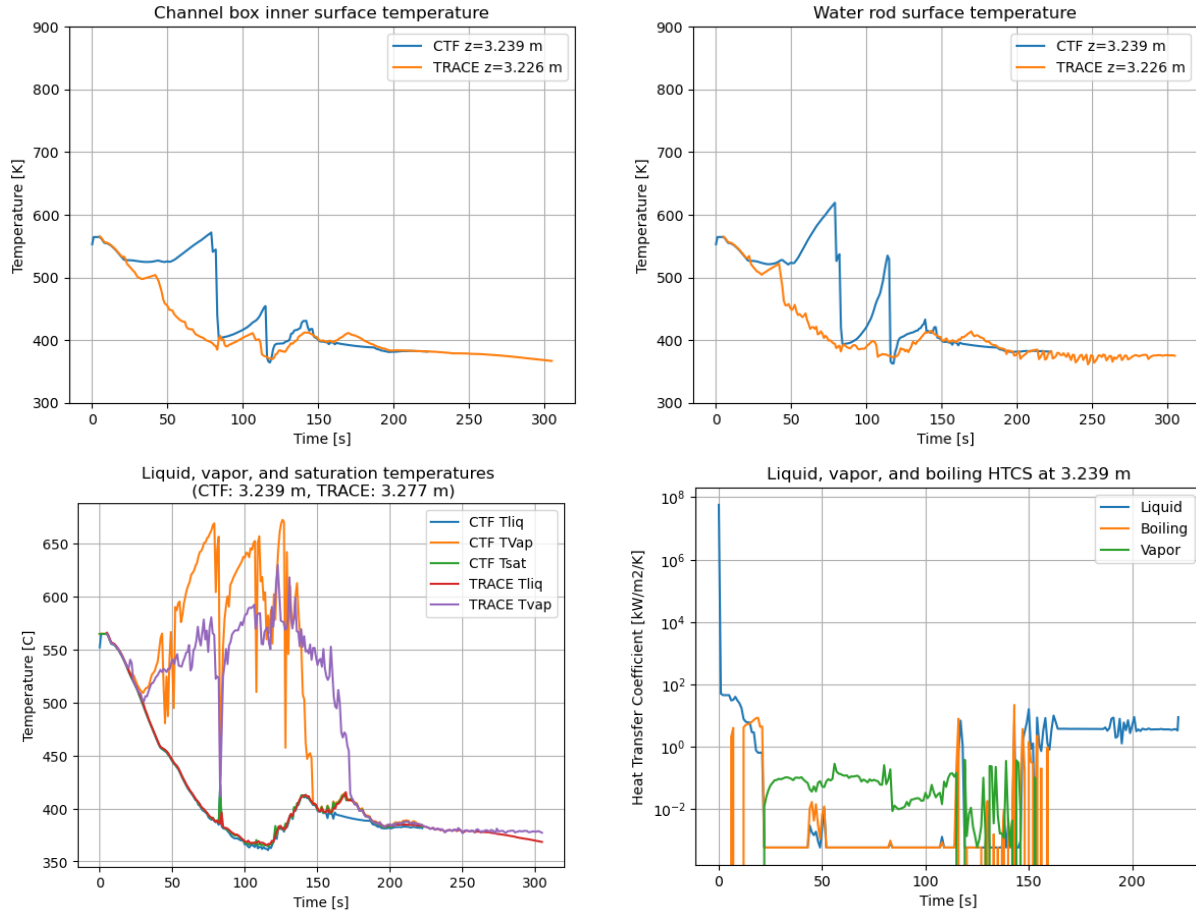 Channel box inner surface temperature
900
800
700
600
500
400
300
Temperature [K]
CTF z=3.239 m
TRACE z=3.226 m
0
50
100
150
200
250
300
Time [s]
Water rod surface temperature
900
800
700
600
500
400
300
Temperature [K]
CTF z=3.239 m
TRACE z=3.226 m
0
50
100
150
200
250
300
Time [s]
Liquid, vapor, and saturation temperatures
(CTF: 3.239 m, TRACE: 3.277 m)
650
600
550
500
450
400
350
Temperature [C]
CTF Tliq
CTF TVap
CTF Tsat
TRACE Tliq
TRACE Tvap
0
50
100
150
200
250
300
Time [s]
Liquid, vapor, and boiling HTCS at 3.239 m
10⁸
10⁶
10⁴
10²
10⁰
10⁻²
Heat Transfer Coefficient [kW/m2/K]
Liquid
Boiling
Vapor
0
50
100
150
200
Time [s]